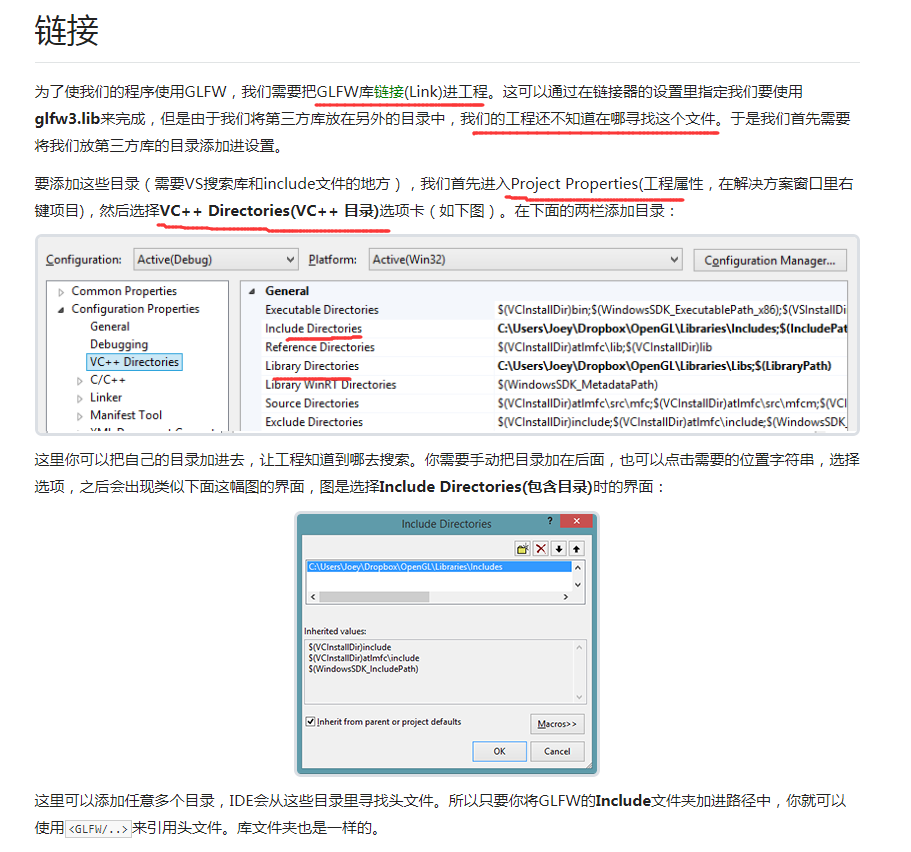 链接
为了使我们的程序使用GLFW，我们需要把GLFW库链接(Link)进工程。这可以通过在链接器的设置里指定我们要使用
glfw3.lib来完成，但是由于我们将第三方库放在另外的目录中，我们的工程还不知道在哪寻找这个文件。于是我们首先需要
将我们放第三方库的目录添加进设置。
要添加这些目录（需要VS搜索库和include文件的地方），我们首先进入Project Properties(工程属性，在解决方案窗口里右
键项目)，然后选择VC++ Directories(VC++ 目录)选项卡（如下图）。在下面的两栏添加目录：
Configuration: Active(Debug) Platform: Active(Win32) Configuration Manager...
Common Properties
Configuration Properties
General
Debugging
VC++ Directories
C/C++
Linker
Manifest Tool
General
Executable Directories $(VCInstallDir)bin;$(WindowsSDK_ExecutablePath_x86);$(VSInstallDi
Include Directories C:\Users\Joey\Dropbox\OpenGL\Libraries\Includes;$(IncludePat
Reference Directories $(VCInstallDir)atlmfc\lib;$(VCInstallDir)lib
Library Directories C:\Users\Joey\Dropbox\OpenGL\Libraries\Libs;$(LibraryPath)
Library WinRT Directories $(WindowsSDK_MetadataPath)
Source Directories $(VCInstallDir)atlmfc\src\mfc;$(VCInstallDir)atlmfc\src\mfcm;$(VCI
Exclude Directories $(VCInstallDir)include;$(VCInstallDir)atlmfc\include;$(WindowsSDK_
这里你可以把自己的目录加进去，让工程知道到哪去搜索。你需要手动把目录加在后面，也可以点击需要的位置字符串，选择
选项，之后会出现类似下面这幅图的界面，图是选择Include Directories(包含目录)时的界面：
Include Directories
C:\Users\Joey\Dropbox\OpenGL\Libraries\Includes
Inherited values:
$(VCInstallDir)include
$(VCInstallDir)atlmfc\include
$(WindowsSDK_IncludePath)
Inherit from parent or project defaults
Macros>>
OK Cancel
这里可以添加任意多个目录，IDE会从这些目录里寻找头文件。所以只要你将GLFW的Include文件夹加进路径中，你就可以
使用<GLFW/..>来引用头文件。库文件夹也是一样的。